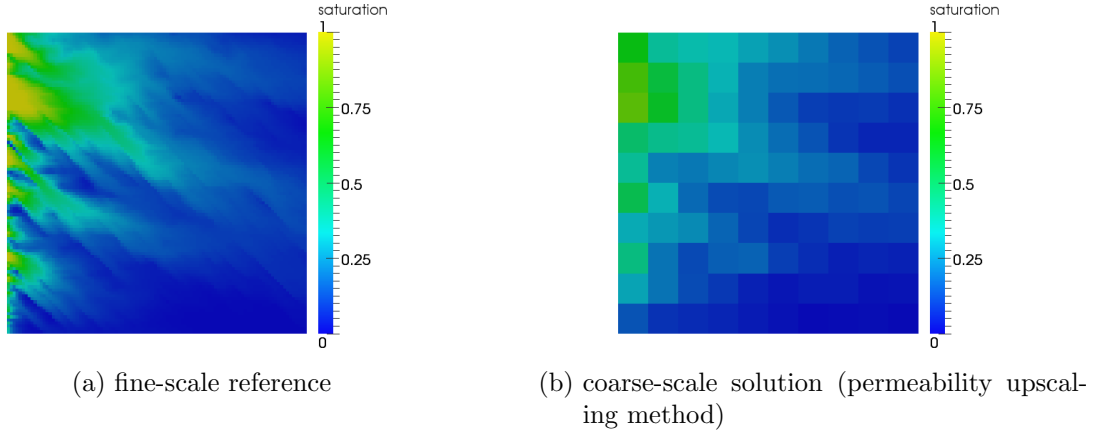 saturation
1
0.75
0.5
0.25
0
(a) fine-scale reference
saturation
1
0.75
0.5
0.25
0
(b) coarse-scale solution (permeability upscal-
ing method)